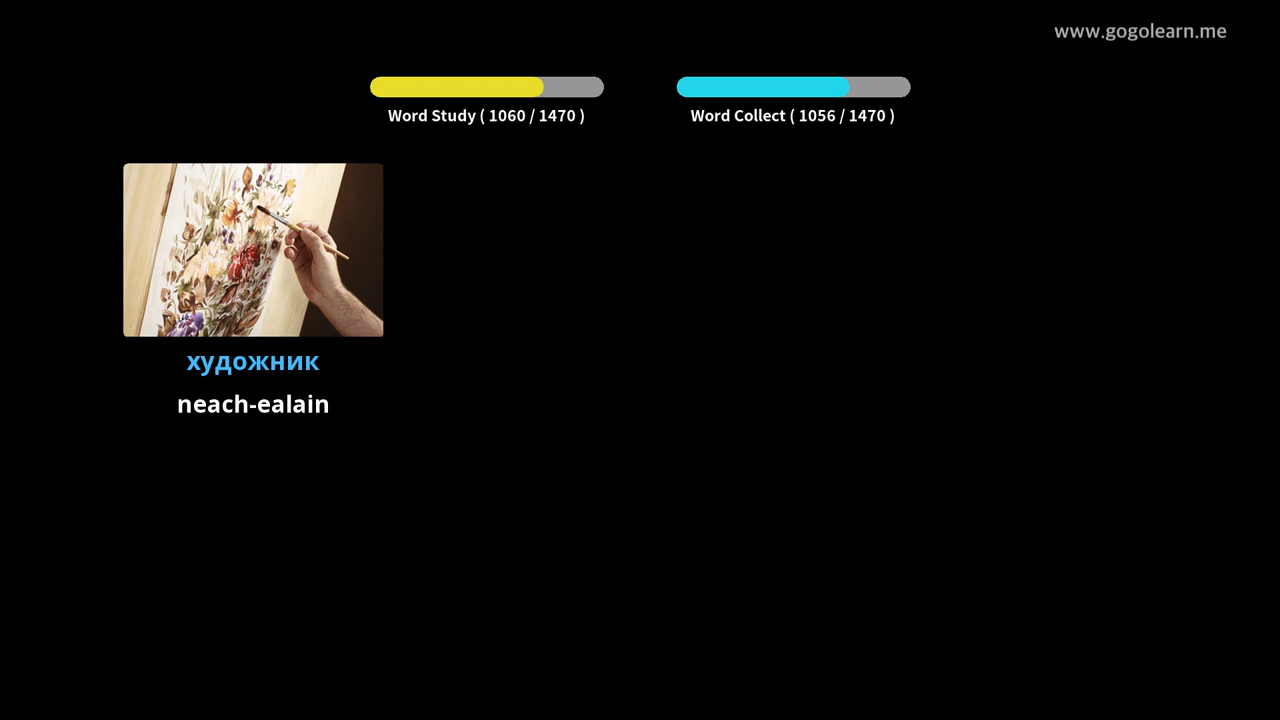 www.gogolearn.me
Word Study ( 1060 / 1470 )
Word Collect ( 1056 / 1470 )
художник
neach-ealain